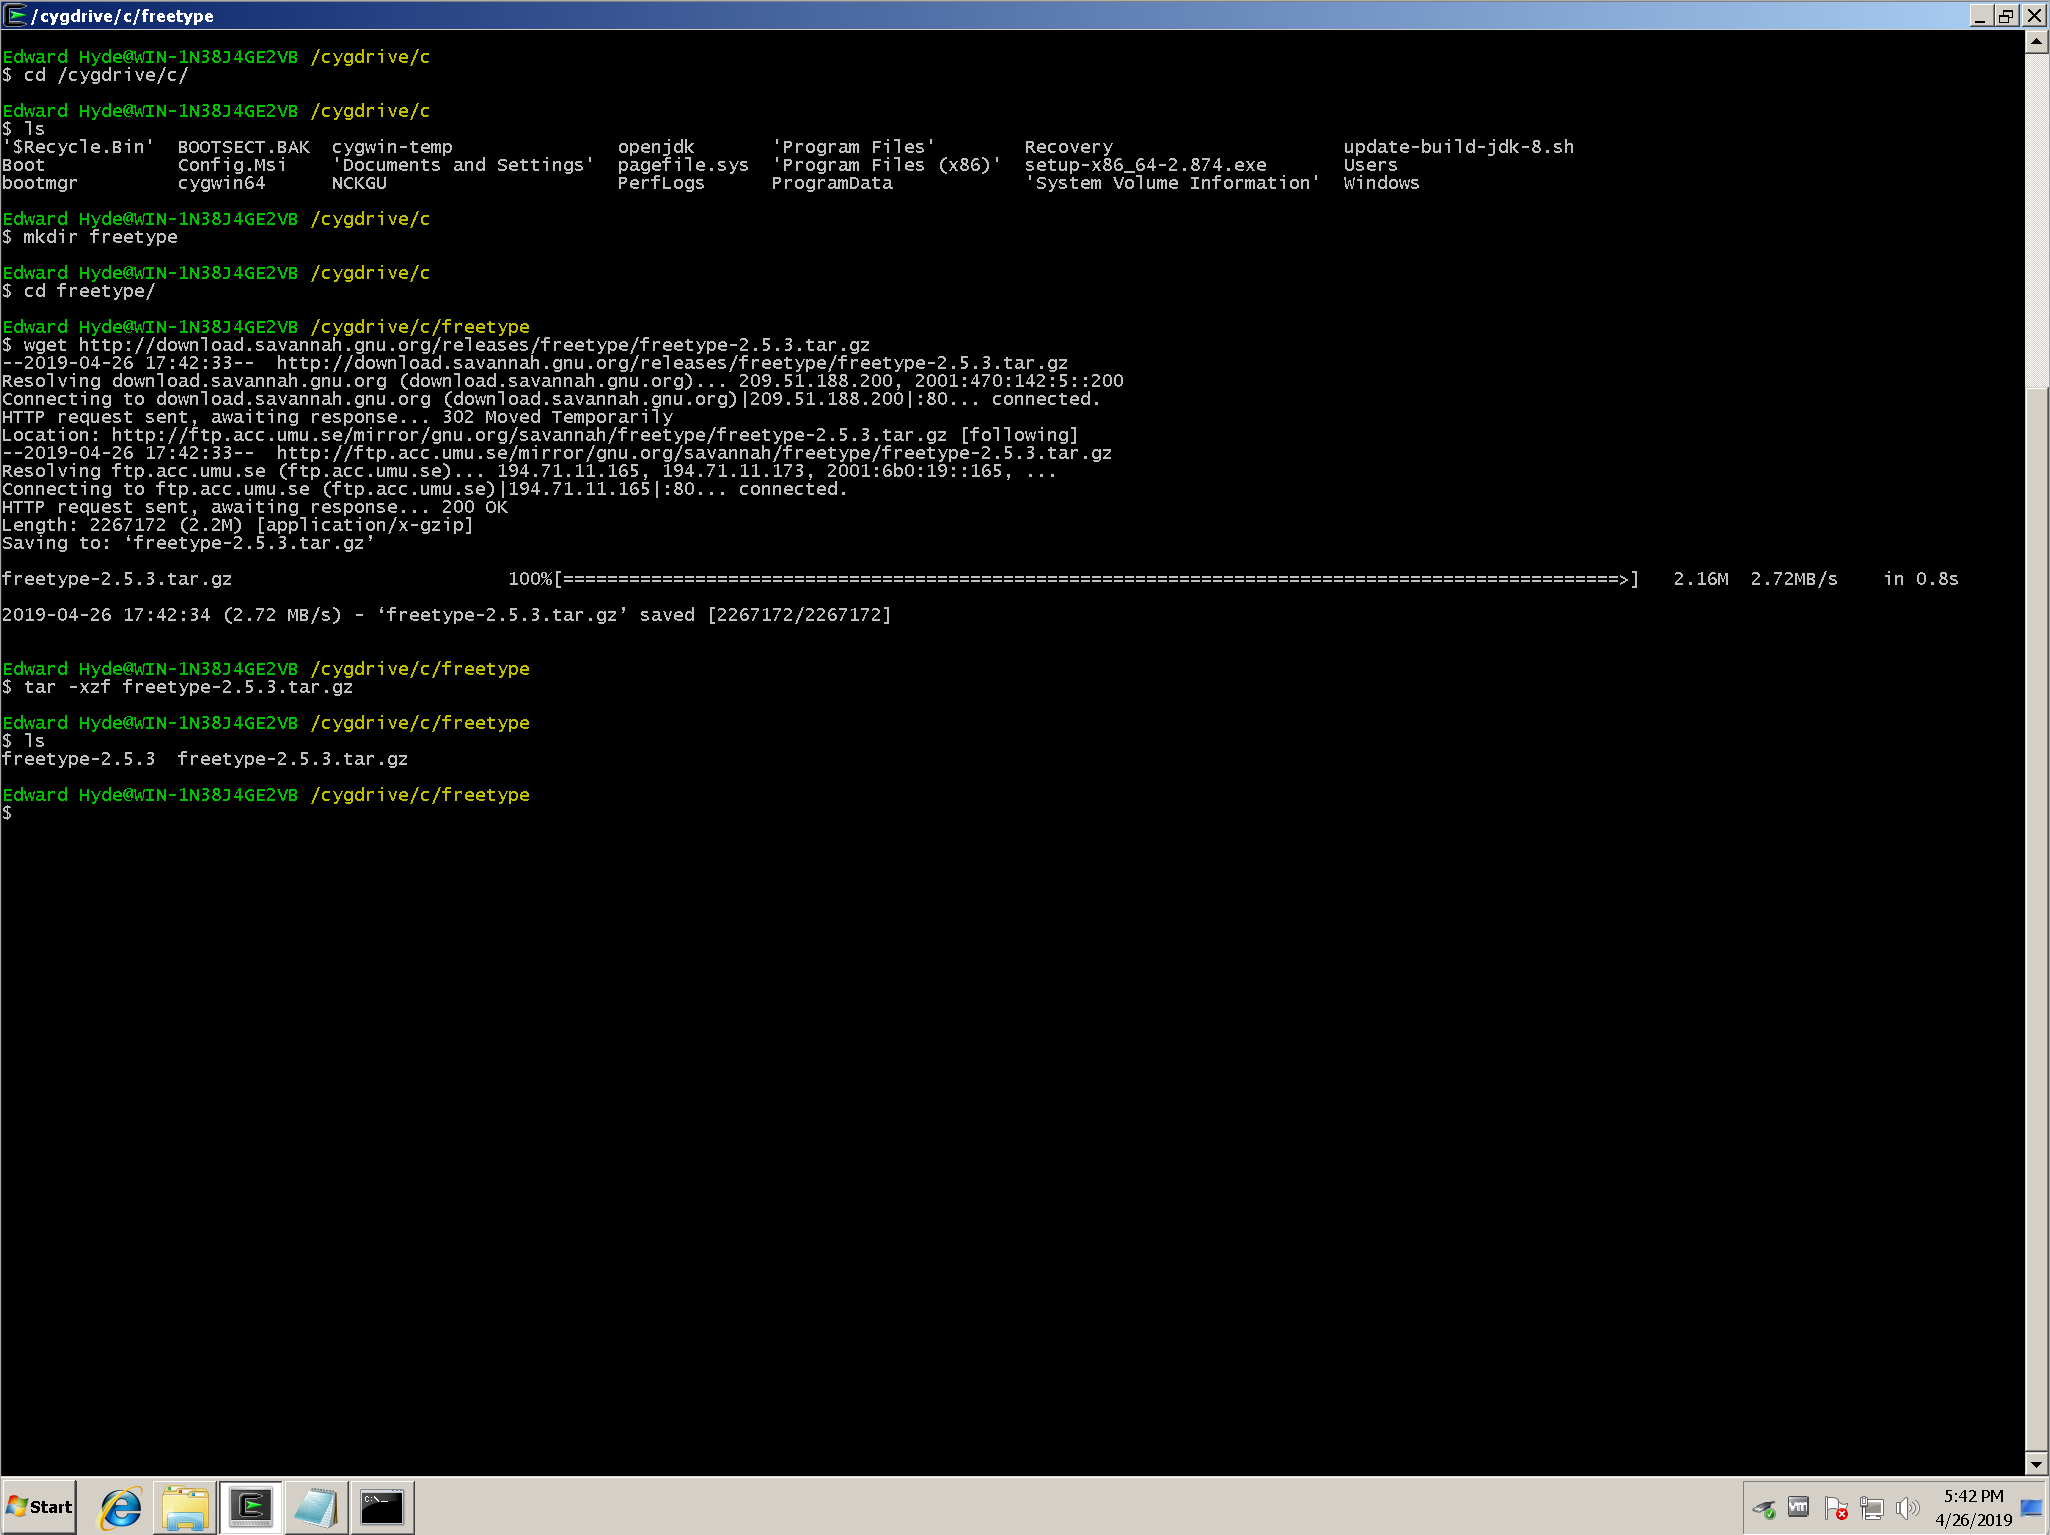 /cygdrive/c/freetype
Edward Hyde@WIN-1N38J4GE2VB /cygdrive/c
$ cd /cygdrive/c/
Edward Hyde@WIN-1N38J4GE2VB /cygdrive/c
$ ls
'$Recycle.Bin'  BOOTSECT.BAK  cygwin-temp               openjdk       'Program Files'        Recovery                     update-build-jdk-8.sh
Boot            Config.Msi    'Documents and Settings'  pagefile.sys  'Program Files (x86)'  setup-x86_64-2.874.exe       Users
bootmgr         cygwin64      NCKGU                     PerfLogs      ProgramData            'System Volume Information'  Windows
Edward Hyde@WIN-1N38J4GE2VB /cygdrive/c
$ mkdir freetype
Edward Hyde@WIN-1N38J4GE2VB /cygdrive/c
$ cd freetype/
Edward Hyde@WIN-1N38J4GE2VB /cygdrive/c/freetype
$ wget http://download.savannah.gnu.org/releases/freetype/freetype-2.5.3.tar.gz
--2019-04-26 17:42:33--  http://download.savannah.gnu.org/releases/freetype/freetype-2.5.3.tar.gz
Resolving download.savannah.gnu.org (download.savannah.gnu.org)... 209.51.188.200, 2001:470:142:5::200
Connecting to download.savannah.gnu.org (download.savannah.gnu.org)|209.51.188.200|:80... connected.
HTTP request sent, awaiting response... 302 Moved Temporarily
Location: http://ftp.acc.umu.se/mirror/gnu.org/savannah/freetype/freetype-2.5.3.tar.gz [following]
--2019-04-26 17:42:33--  http://ftp.acc.umu.se/mirror/gnu.org/savannah/freetype/freetype-2.5.3.tar.gz
Resolving ftp.acc.umu.se (ftp.acc.umu.se)... 194.71.11.165, 194.71.11.173, 2001:6b0:19::165, ...
Connecting to ftp.acc.umu.se (ftp.acc.umu.se)|194.71.11.165|:80... connected.
HTTP request sent, awaiting response... 200 OK
Length: 2267172 (2.2M) [application/x-gzip]
Saving to: ‘freetype-2.5.3.tar.gz’
freetype-2.5.3.tar.gz                         100%[================================================================================================>]   2.16M  2.72MB/s    in 0.8s
2019-04-26 17:42:34 (2.72 MB/s) - ‘freetype-2.5.3.tar.gz’ saved [2267172/2267172]
Edward Hyde@WIN-1N38J4GE2VB /cygdrive/c/freetype
$ tar -xzf freetype-2.5.3.tar.gz
Edward Hyde@WIN-1N38J4GE2VB /cygdrive/c/freetype
$ ls
freetype-2.5.3  freetype-2.5.3.tar.gz
Edward Hyde@WIN-1N38J4GE2VB /cygdrive/c/freetype
$
Start
C:\_
vm
5:42 PM
4/26/2019